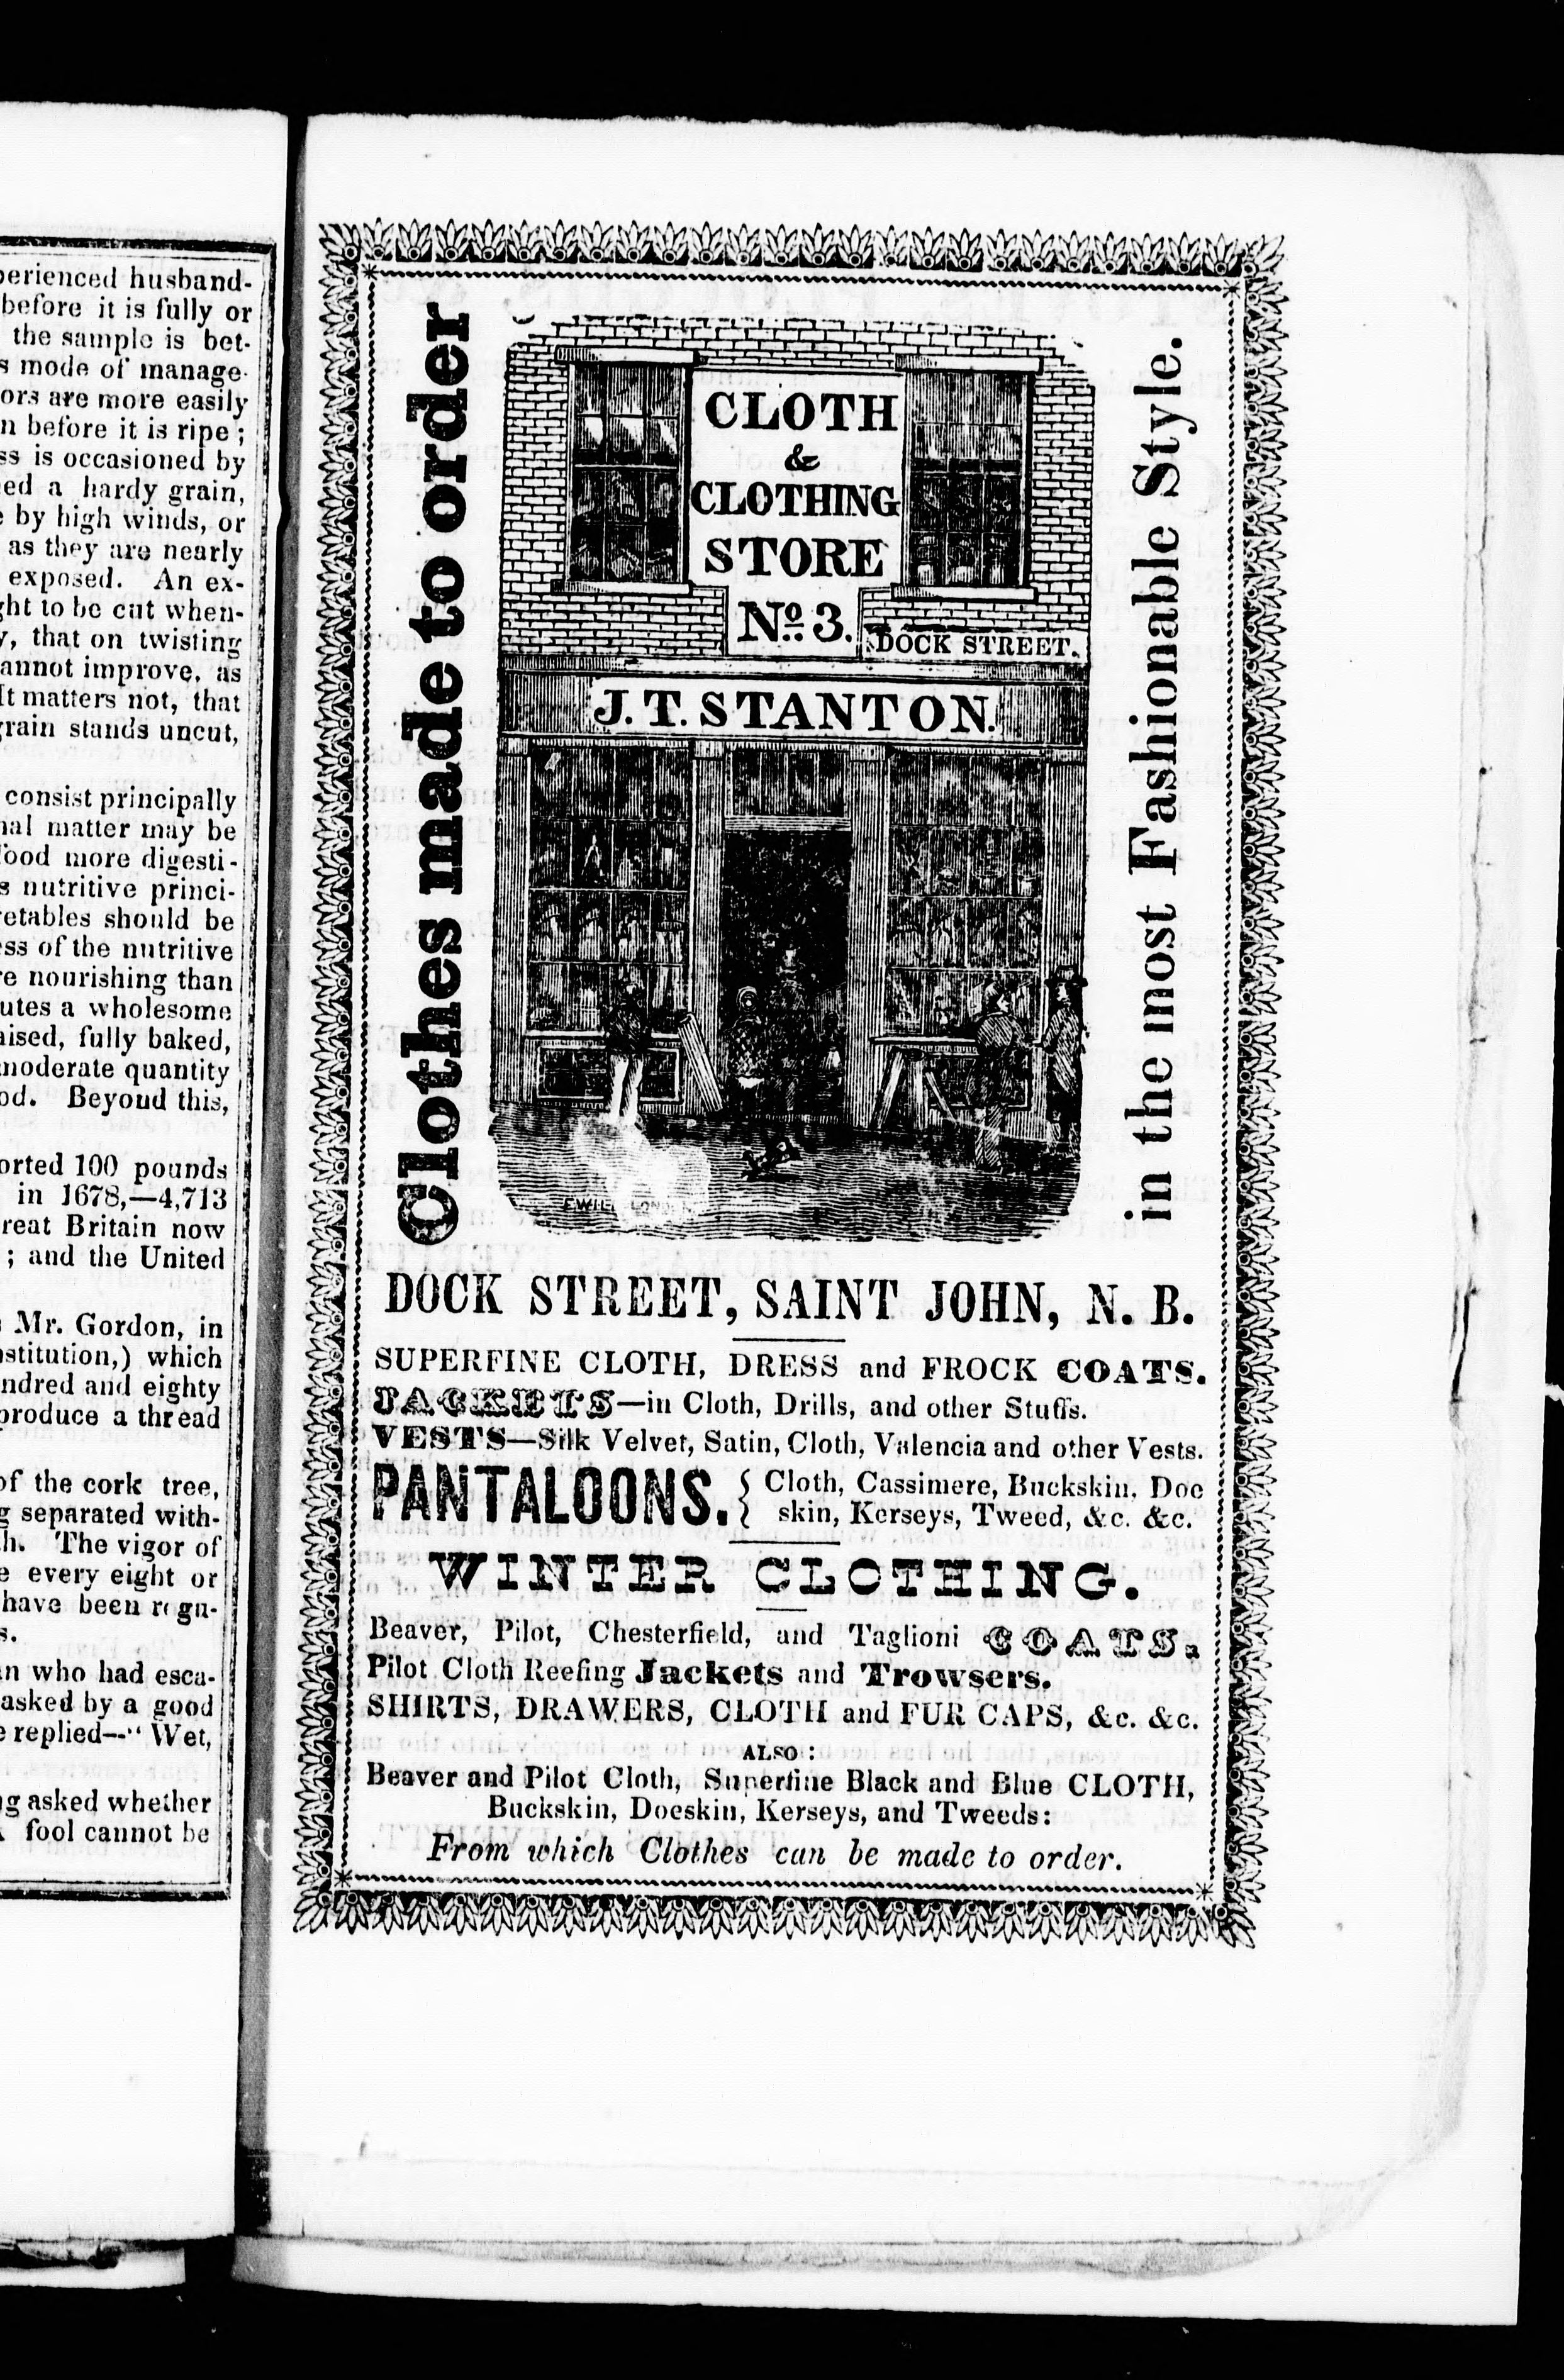 perienced husband-
before it is fully or
the sample is bet-
s mode of manage-
ors are more easily
n before it is ripe ;
ss is occasioned by
ed a hardy grain,
by high winds, or
as they are nearly
exposed. An ex-
ght to be cut when-
y, that on twisting
annot improve, as
It matters not, that
grain stands uncut,
consist principally
nal matter may be
food more digesti-
s nutritive princi-
etables should be
ess of the nutritive
re nourishing than
utes a wholesome
aised, fully baked,
moderate quantity
od. Beyond this,
orted 100 pounds
in 1678,—4,713
reat Britain now
; and the United
Mr. Gordon, in
stitution,) which
ndred and eighty
produce a thread
of the cork tree,
g separated with-
h. The vigor of
e every eight or
have been regu-
s.
n who had esca-
asked by a good
e replied--" Wet,
ng asked whether
fool cannot be
Clothes made to order
in the most Fashionable Style.
CLOTH
&
CLOTHING
STORE
No. 3.
DOCK STREET.
J. T. STANTON.
DOCK STREET, SAINT JOHN, N. B.
SUPERFINE CLOTH, DRESS and FROCK COATS.
JACKETS—in Cloth, Drills, and other Stuffs.
VESTS—Silk Velvet, Satin, Cloth, Valencia and other Vests.
PANTALOONS. { Cloth, Cassimere, Buckskin, Doe
skin, Kerseys, Tweed, &c. &c.
WINTER CLOTHING.
Beaver, Pilot, Chesterfield, and Taglioni COATS.
Pilot Cloth Reefing Jackets and Trowsers.
SHIRTS, DRAWERS, CLOTH and FUR CAPS, &c. &c.
ALSO :
Beaver and Pilot Cloth, Superfine Black and Blue CLOTH,
Buckskin, Doeskin, Kerseys, and Tweeds:
From which Clothes can be made to order.